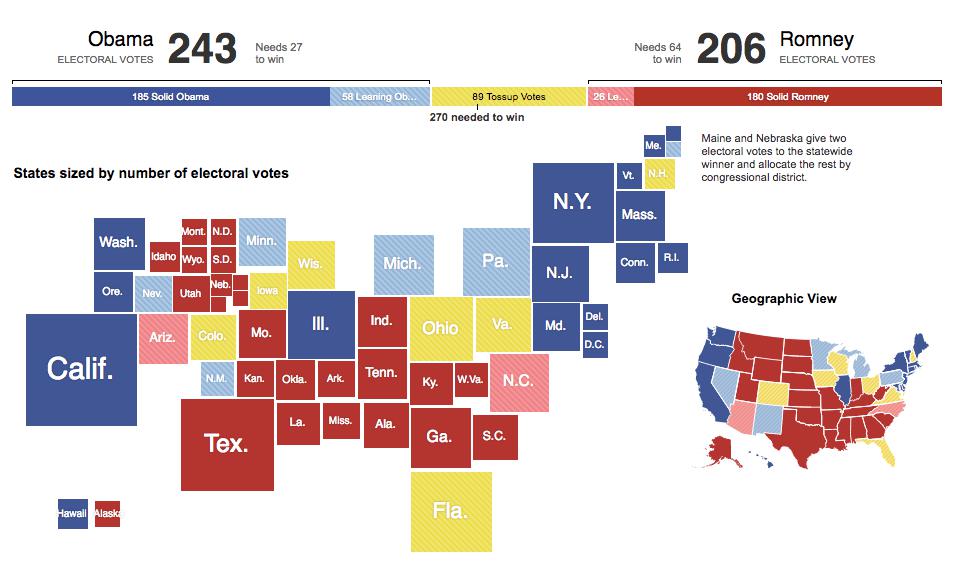 Obama
ELECTORAL VOTES
243
Needs 27
to win
Needs 64
to win
206
Romney
ELECTORAL VOTES
185 Solid Obama
58 Leaning Ob...
89 Tossup Votes
26 Le...
180 Solid Romney
270 needed to win
States sized by number of electoral votes
Maine and Nebraska give two
electoral votes to the statewide
winner and allocate the rest by
congressional district.
Me.
Vt.
N.H.
N.Y.
Mass.
Wash.
Mont.
N.D.
Minn.
Idaho
Wyo.
S.D.
Wis.
Mich.
Pa.
N.J.
Conn.
R.I.
Ore.
Nev.
Utah
Neb.
Iowa
Ill.
Ind.
Ohio
Va.
Md.
Del.
D.C.
Calif.
Ariz.
Colo.
Mo.
N.M.
Kan.
Okla.
Ark.
Tenn.
Ky.
W.Va.
N.C.
Tex.
La.
Miss.
Ala.
Ga.
S.C.
Fla.
Hawaii
Alaska
Geographic View